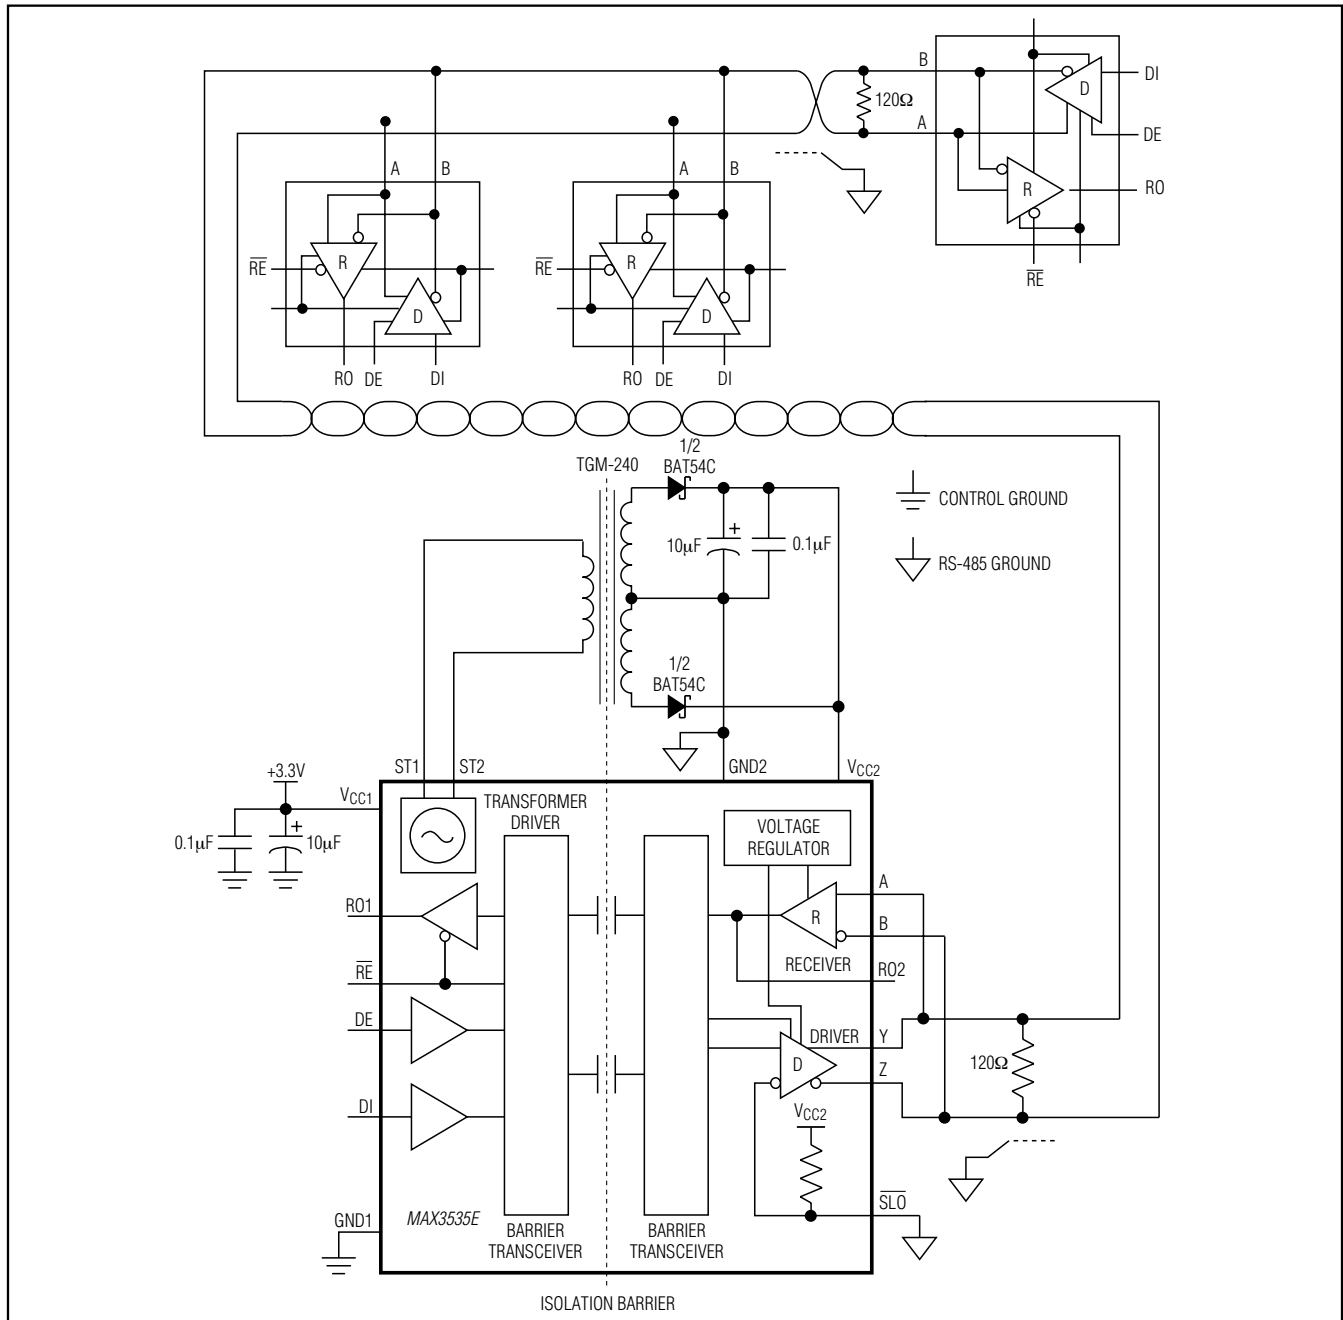 B
DI
D
120Ω
A
DE
A
B
A
B
R
RO
RE
R
RE
R
RE
D
D
RO
DE
DI
RO
DE
DI
1/2
BAT54C
TGM-240
CONTROL GROUND
+
10µF
0.1µF
RS-485 GROUND
1/2
BAT54C
ST1
ST2
GND2
VCC2
+3.3V
VCC1
TRANSFORMER
DRIVER
VOLTAGE
REGULATOR
+
0.1µF
10µF
A
RO1
R
B
RE
RECEIVER
RO2
DE
DRIVER
Y
D
Z
120Ω
DI
VCC2
SLO
GND1
MAX3535E
BARRIER
TRANSCEIVER
BARRIER
TRANSCEIVER
ISOLATION BARRIER